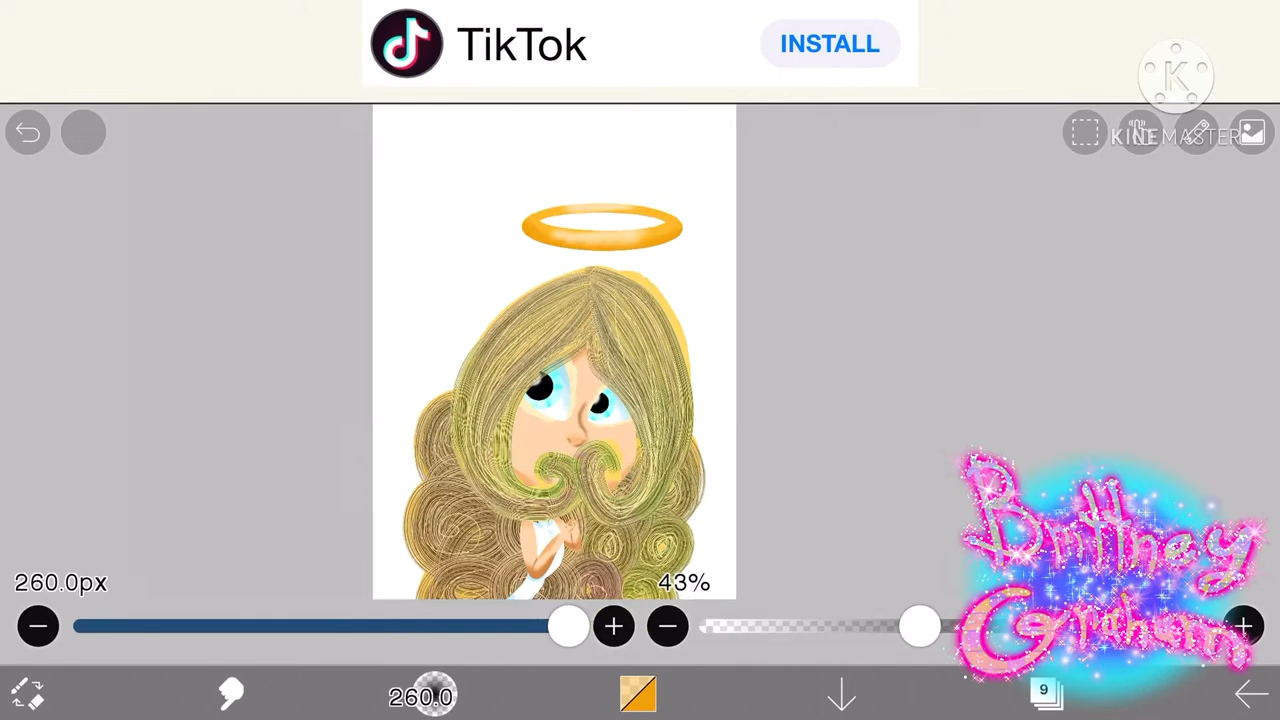 TikTok
INSTALL
K
KINEMASTER
Brittney
Graham
260.0px
43%
260.0
9